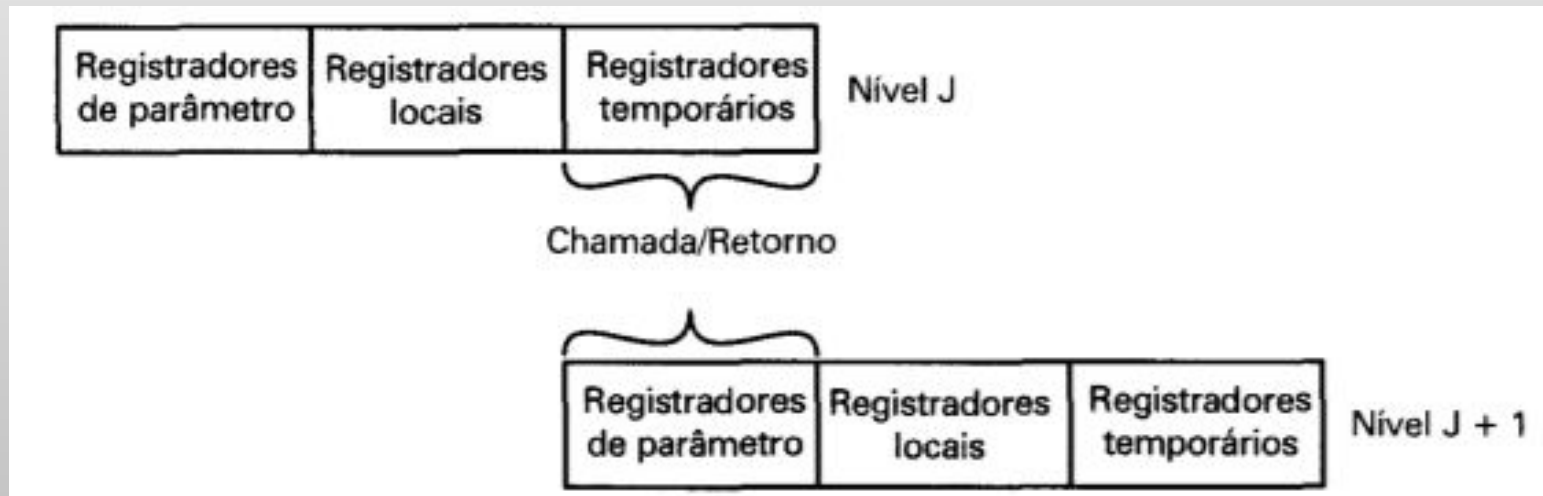 Registradores
de parâmetro
Registradores
locais
Registradores
temporários
Nível J
Chamada/Retorno
Registradores
de parâmetro
Registradores
locais
Registradores
temporários
Nível J + 1